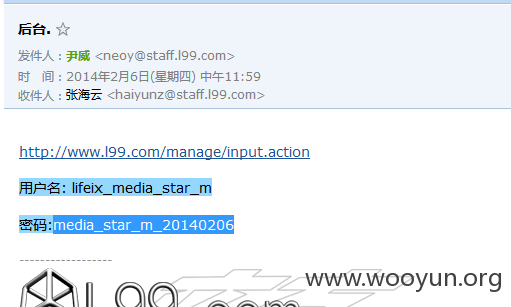 后台. ☆
发件人：尹威 <neoy@staff.l99.com>
时　间：2014年2月6日(星期四) 中午11:59
收件人：张海云 <haiyunz@staff.l99.com>
http://www.l99.com/manage/input.action
用户名: lifeix_media_star_m
密码:media_star_m_20140206
------------------
L99.com
www.wooyun.org